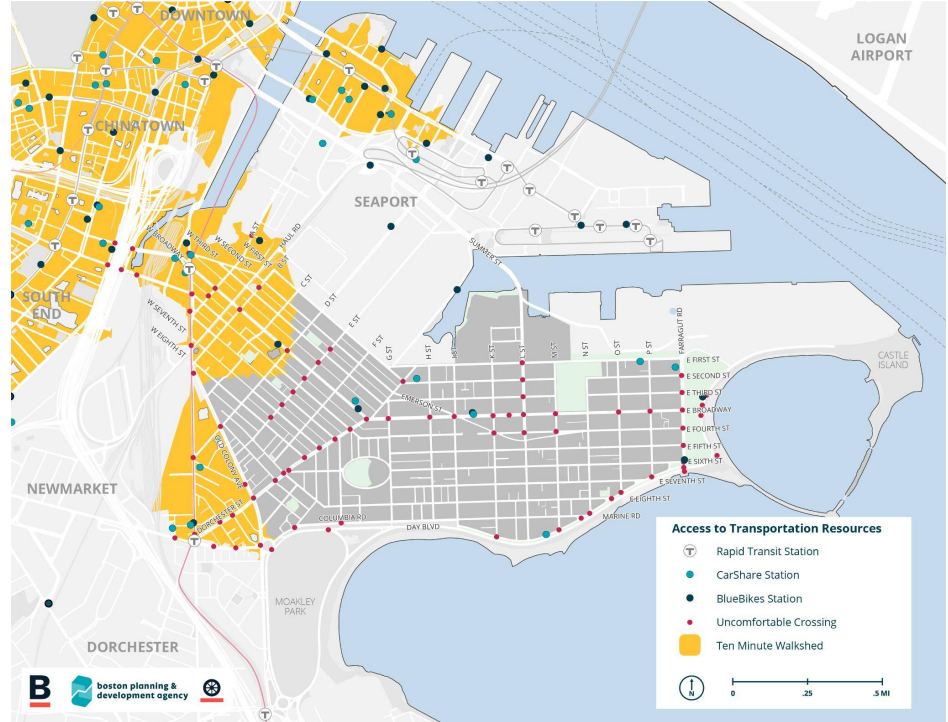 DOWNTOWN
LOGAN
AIRPORT
CHINATOWN
SEAPORT
SUMMER ST
HAUL RD
A ST
B ST
W FIRST ST
W SECOND ST
W THIRD ST
W BROADWAY
C ST
D ST
E ST
F ST
G ST
H ST
K ST
L ST
M ST
N ST
O ST
P ST
FARRAGUT RD
SOUTH
END
W SEVENTH ST
W EIGHTH ST
E FIRST ST
CASTLE
ISLAND
E SECOND ST
E THIRD ST
EMERSON ST
E BROADWAY
E FOURTH ST
OLD COLONY AVE
E FIFTH ST
E SIXTH ST
NEWMARKET
E SEVENTH ST
E EIGHTH ST
DORCHESTER ST
COLUMBIA RD
MARINE RD
DAY BLVD
MOAKLEY
PARK
DORCHESTER
Access to Transportation Resources
T Rapid Transit Station
CarShare Station
BlueBikes Station
Uncomfortable Crossing
Ten Minute Walkshed
N
0 .25 .5 MI
B
boston planning &
development agency